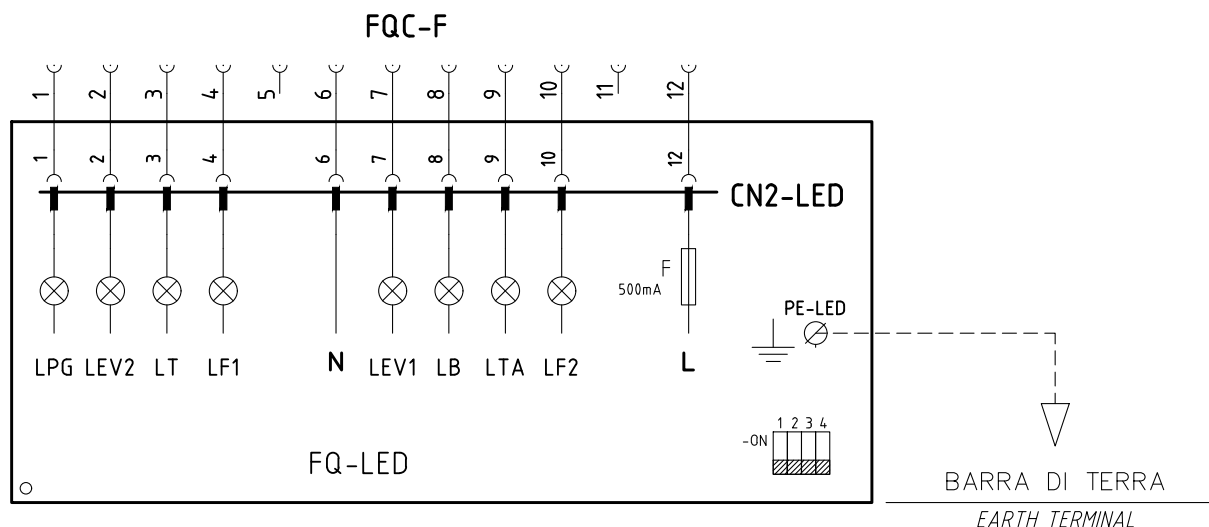 FQC-F
1 2 3 4 5 6 7 8 9 10 11 12
1 2 3 4 6 7 8 9 10 12
CN2-LED
F
500mA
PE-LED
LPG LEV2 LT LF1 N LEV1 LB LTA LF2 L
1 2 3 4
-ON
FQ-LED
BARRA DI TERRA
EARTH TERMINAL